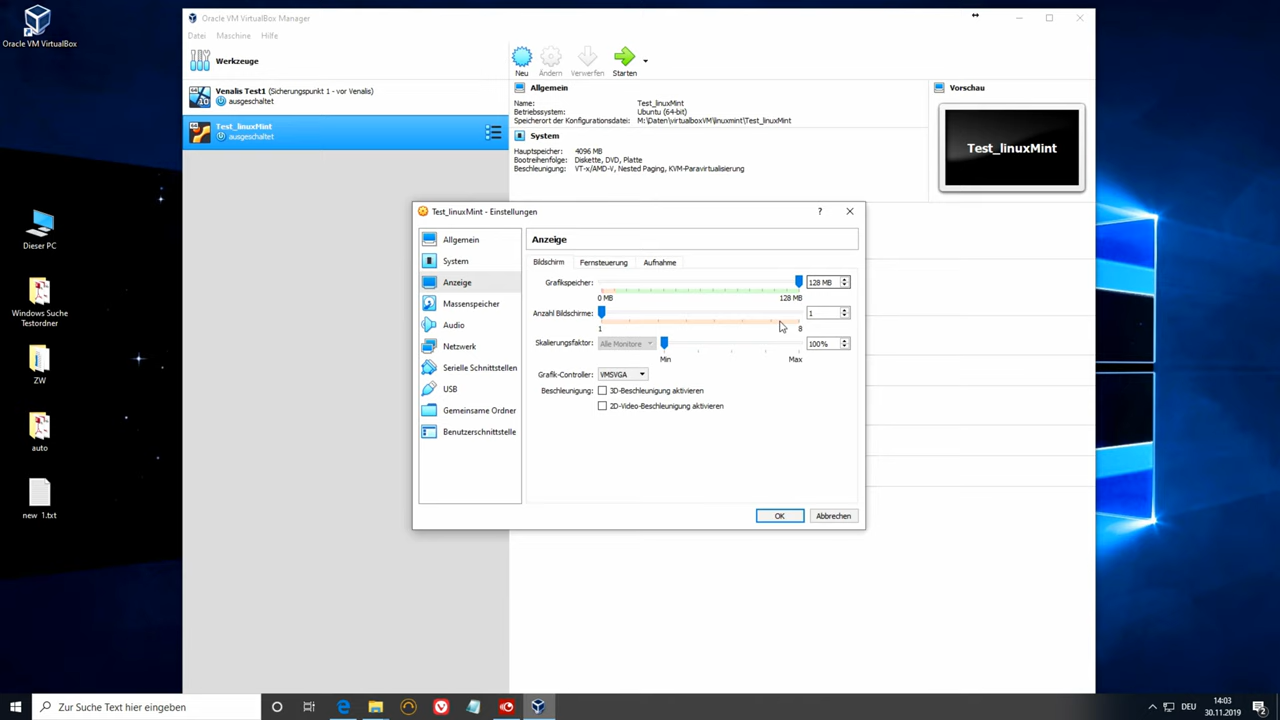 Oracle VM VirtualBox
Dieser PC
Windows Suche
Testordner
ZW
auto
new 1.txt
Oracle VM VirtualBox Manager
Datei Maschine Hilfe
Werkzeuge
Neu Ändern Verwerfen Starten
Venalis Test1 (Sicherungspunkt 1 - vor Venalis)
ausgeschaltet
Test_linuxMint
ausgeschaltet
Allgemein
Name: Test_linuxMint
Betriebssystem: Ubuntu (64-bit)
Speicherort der Konfigurationsdatei: M:\Daten\virtualboxVM\linuxmint\Test_linuxMint
System
Hauptspeicher: 4096 MB
Bootreihenfolge: Diskette, DVD, Platte
Beschleunigung: VT-x/AMD-V, Nested Paging, KVM-Paravirtualisierung
Vorschau
Test_linuxMint
Test_linuxMint - Einstellungen ?
Allgemein
System
Anzeige
Massenspeicher
Audio
Netzwerk
Serielle Schnittstellen
USB
Gemeinsame Ordner
Benutzerschnittstelle
Anzeige
Bildschirm Fernsteuerung Aufnahme
Grafikspeicher: 128 MB
0 MB 128 MB
Anzahl Bildschirme: 1
1 8
Skalierungsfaktor: Alle Monitore 100%
Min Max
Grafik-Controller: VMSVGA
Beschleunigung: 3D-Beschleunigung aktivieren
2D-Video-Beschleunigung aktivieren
OK Abbrechen
Zur Suche Text hier eingeben
DEU
14:03
30.11.2019
2